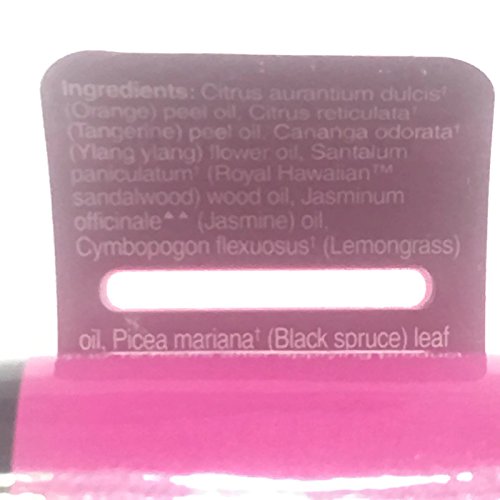 Ingredients: Citrus aurantium dulcis†
(Orange) peel oil, Citrus reticulata†
(Tangerine) peel oil, Cananga odorata†
(Ylang ylang) flower oil, Santalum
paniculatum† (Royal Hawaiian™
sandalwood) wood oil, Jasminum
officinale^^ (Jasmine) oil,
Cymbopogon flexuosus† (Lemongrass)
oil, Picea mariana† (Black spruce) leaf